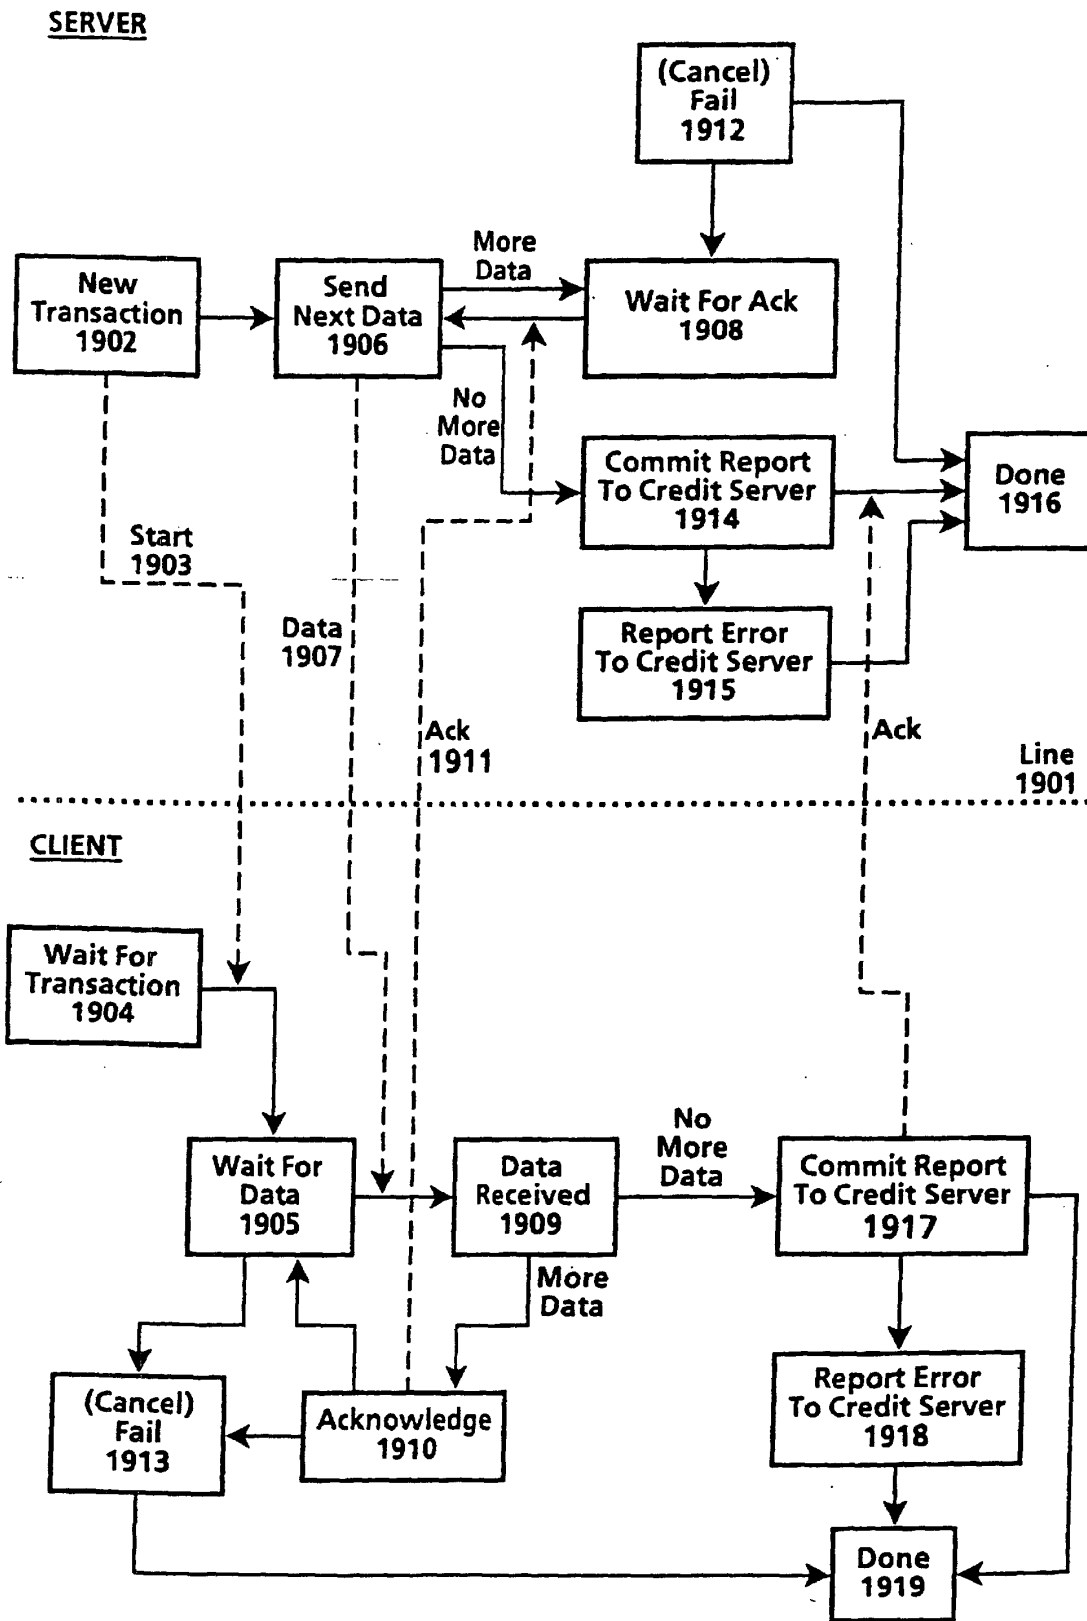 SERVER
(Cancel)
Fail
1912
New
Transaction
1902
Send
Next Data
1906
More
Data
Wait For Ack
1908
No
More
Data
Commit Report
To Credit Server
1914
Done
1916
Start
1903
Data
1907
Report Error
To Credit Server
1915
Ack
1911
Ack
Line
1901
CLIENT
Wait For
Transaction
1904
Wait For
Data
1905
Data
Received
1909
No
More
Data
Commit Report
To Credit Server
1917
More
Data
(Cancel)
Fail
1913
Acknowledge
1910
Report Error
To Credit Server
1918
Done
1919